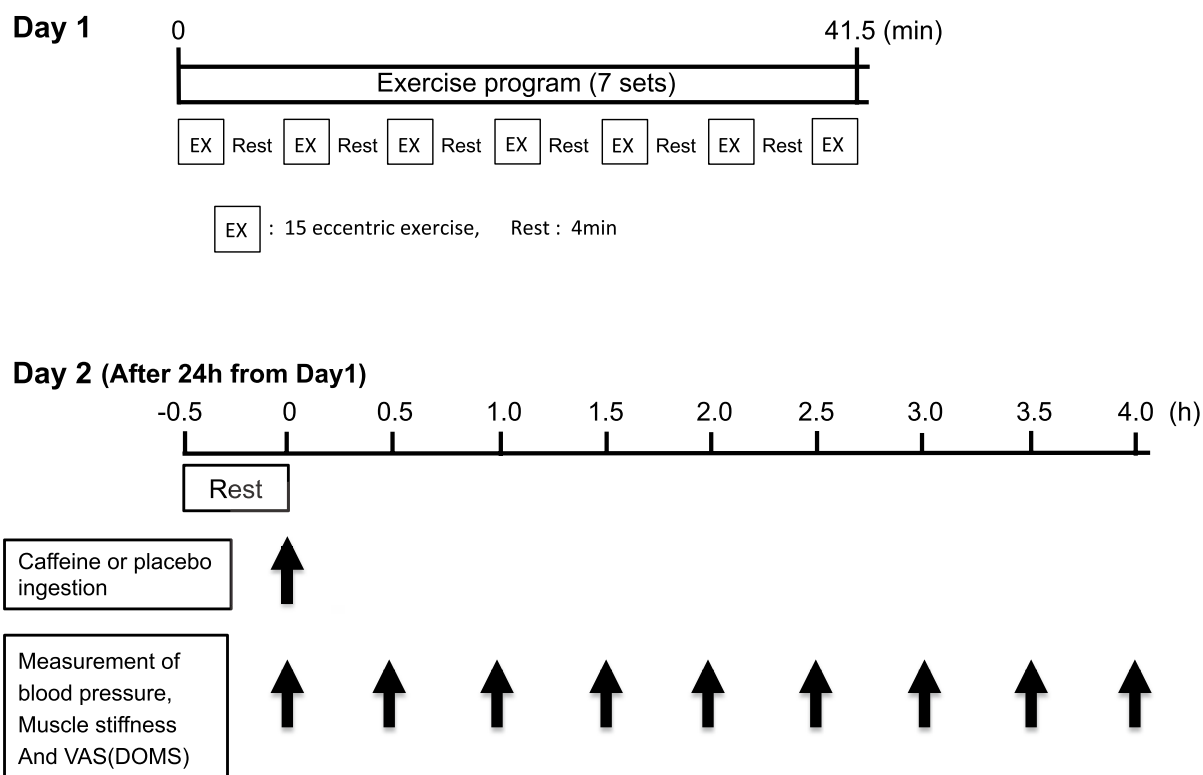 Day 1
0 41.5 (min)
Exercise program (7 sets)
EX Rest EX Rest EX Rest EX Rest EX Rest EX Rest EX
EX : 15 eccentric exercise, Rest : 4min
Day 2 (After 24h from Day1)
-0.5 0 0.5 1.0 1.5 2.0 2.5 3.0 3.5 4.0 (h)
Rest
Caffeine or placebo
ingestion
Measurement of
blood pressure,
Muscle stiffness
And VAS(DOMS)